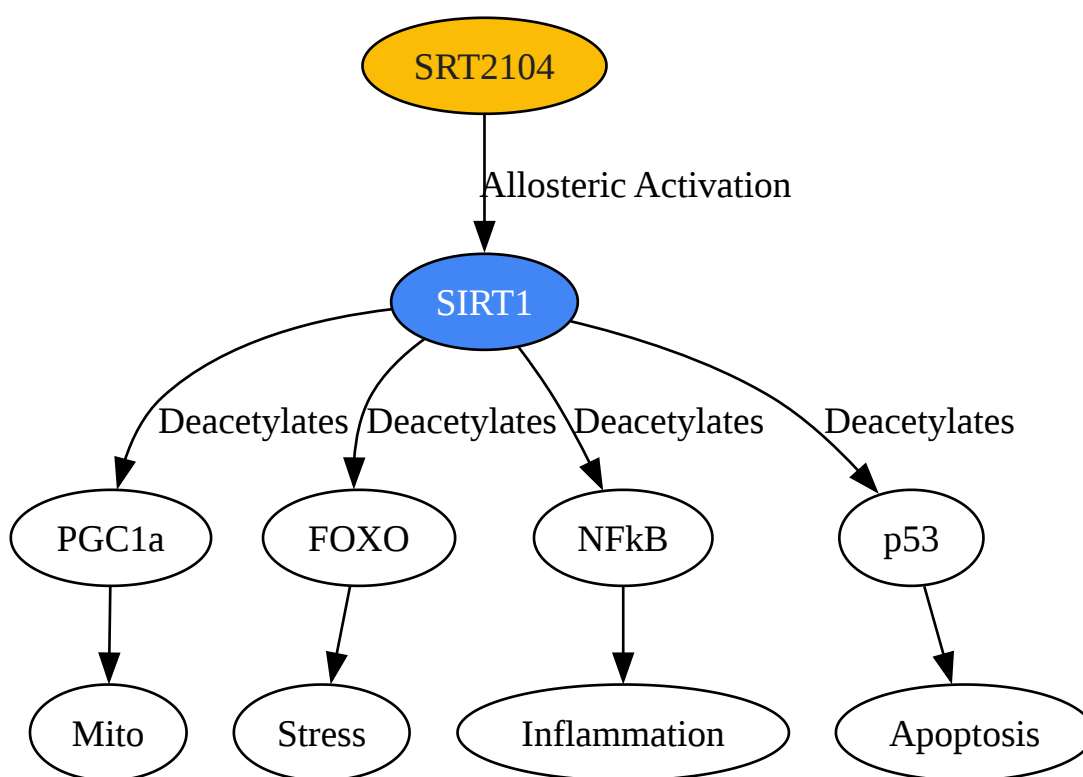 SRT2104
Allosteric Activation
SIRT1
Deacetylates Deacetylates Deacetylates Deacetylates
PGC1a FOXO NFkB p53
Mito Stress Inflammation Apoptosis